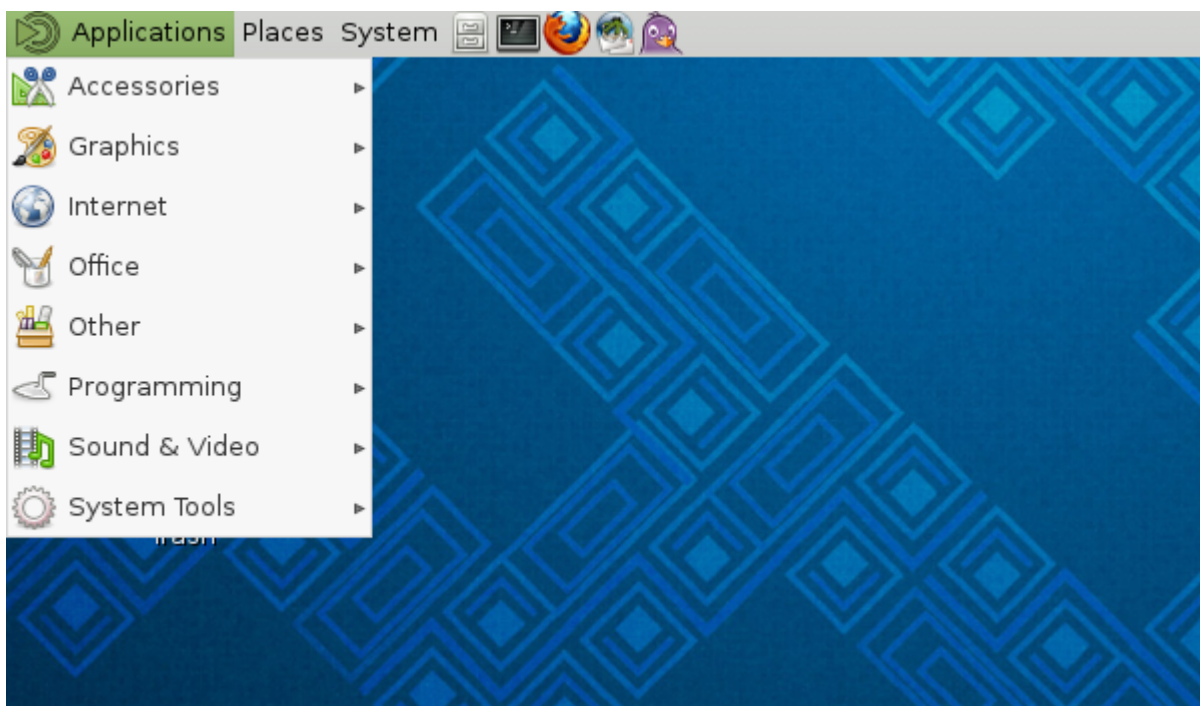 Applications Places System
Accessories
Graphics
Internet
Office
Other
Programming
Sound & Video
System Tools